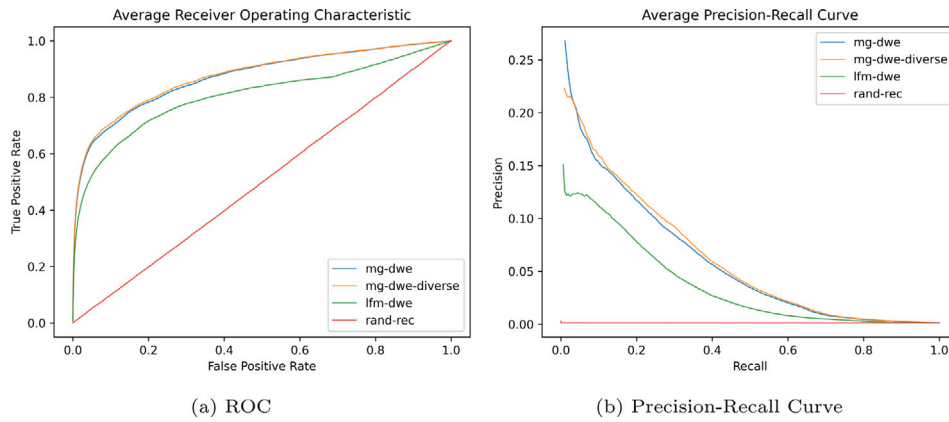 Average Receiver Operating Characteristic
1.0
0.8
0.6
0.4
0.2
0.0
True Positive Rate
mg-dwe
mg-dwe-diverse
lfm-dwe
rand-rec
0.0 0.2 0.4 0.6 0.8 1.0
False Positive Rate
(a) ROC
Average Precision-Recall Curve
0.25
0.20
0.15
0.10
0.05
0.00
Precision
mg-dwe
mg-dwe-diverse
lfm-dwe
rand-rec
0.0 0.2 0.4 0.6 0.8 1.0
Recall
(b) Precision-Recall Curve